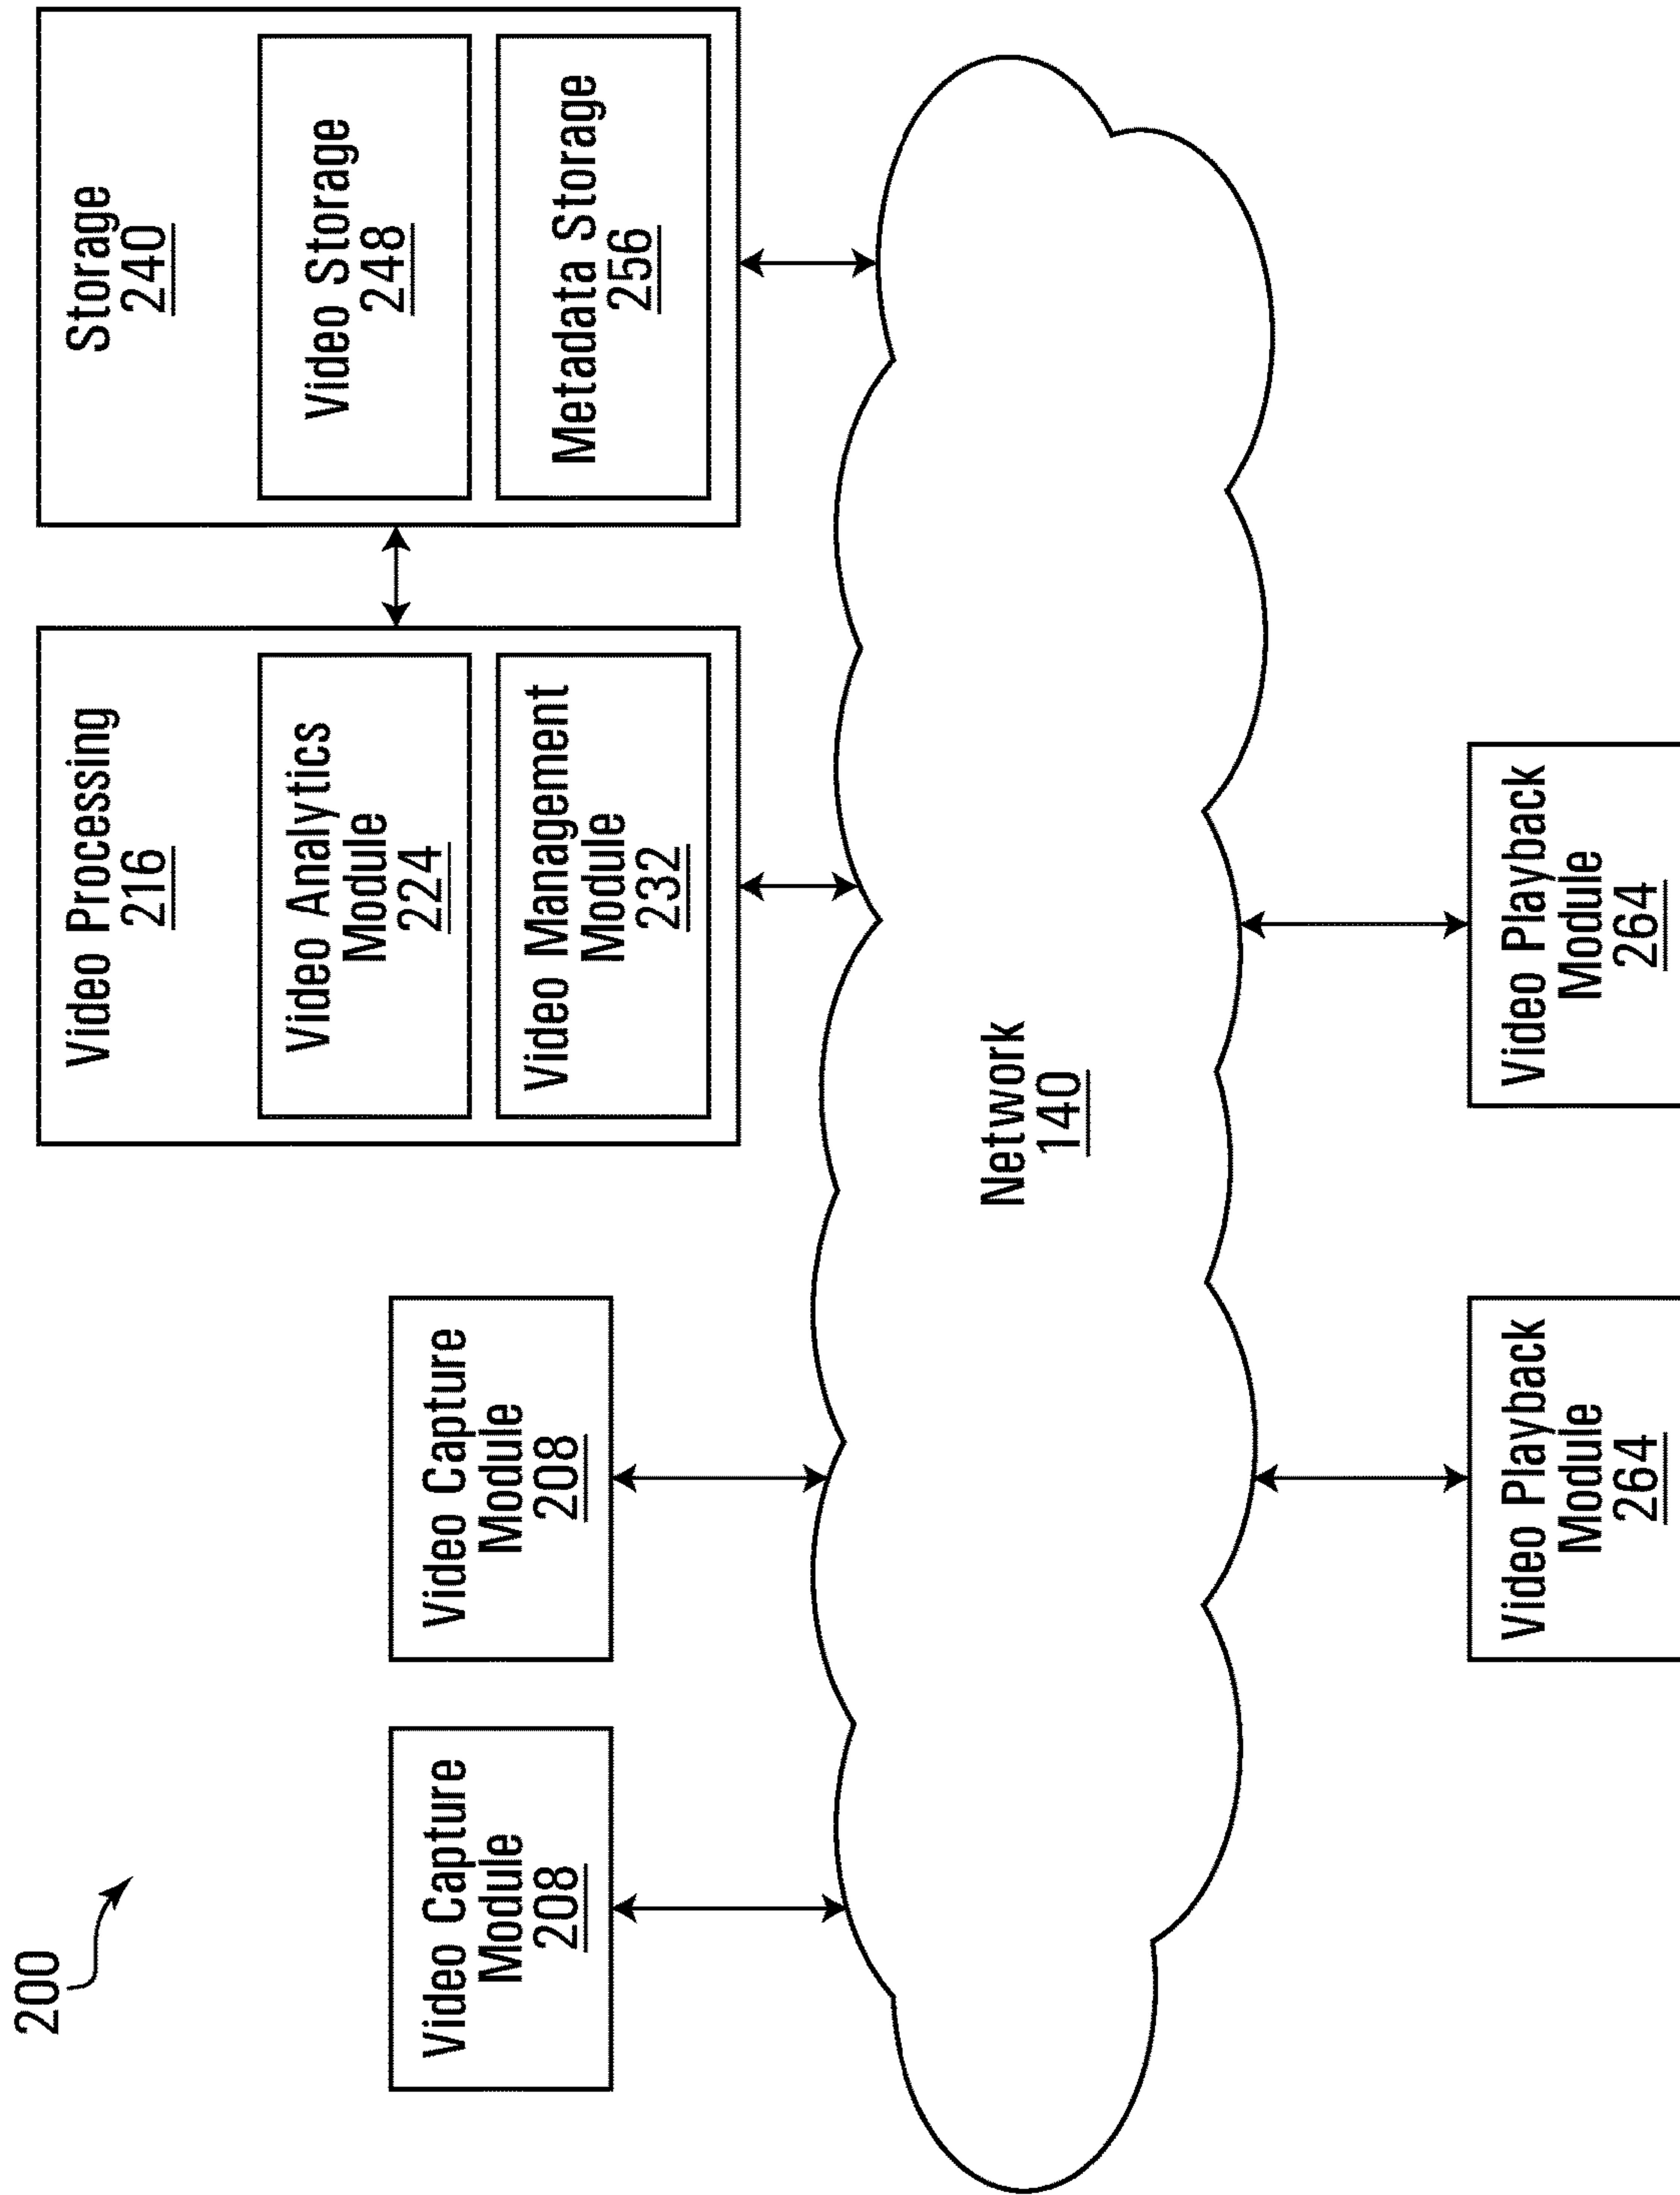 200
Video Capture
Module
208
Video Capture
Module
208
Video Processing
216
Video Analytics
Module
224
Video Management
Module
232
Storage
240
Video Storage
248
Metadata Storage
256
Network
140
Video Playback
Module
264
Video Playback
Module
264